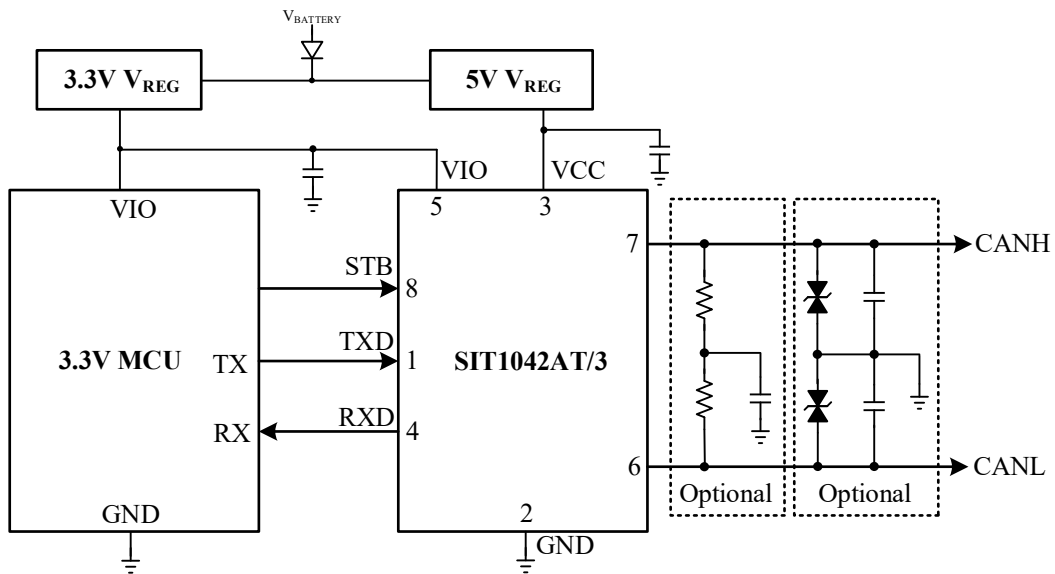 VBATTERY
3.3V VREG
5V VREG
VIO
VCC
VIO
5
3
7
CANH
STB
8
3.3V MCU
TX
TXD
1
SIT1042AT/3
RX
RXD
4
6
CANL
Optional
Optional
GND
2
GND